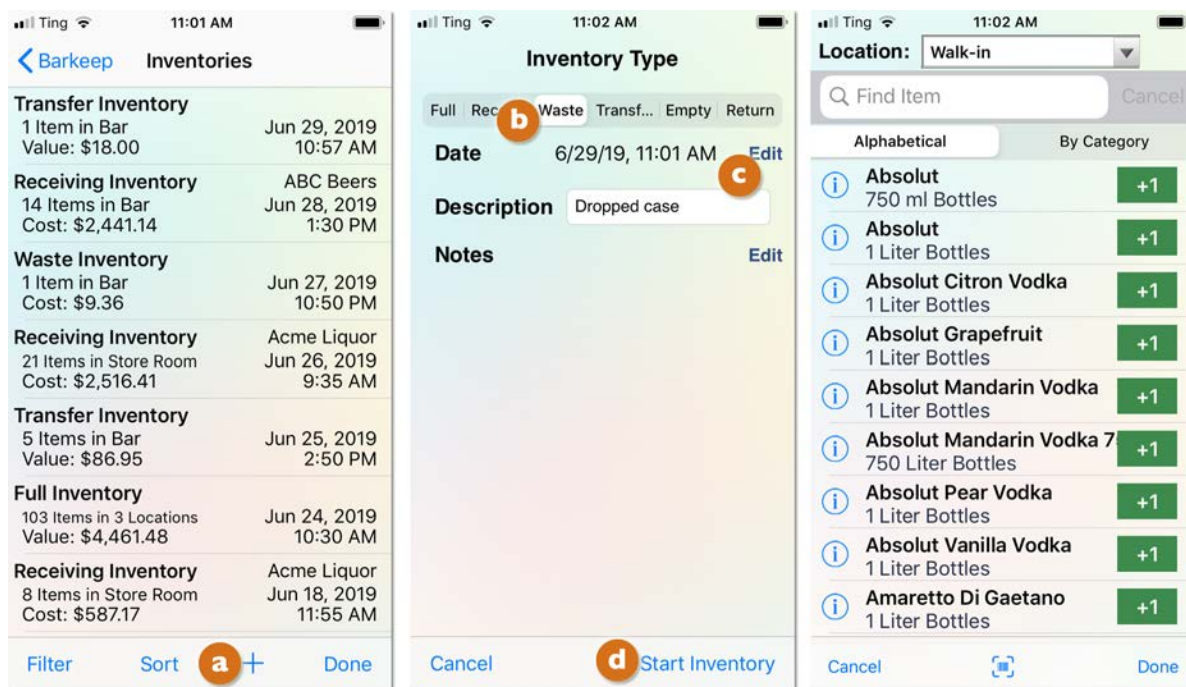 Ting 11:01 AM
Barkeep Inventories
Transfer Inventory
1 Item in Bar Jun 29, 2019
Value: $18.00 10:57 AM
Receiving Inventory ABC Beers
14 Items in Bar Jun 28, 2019
Cost: $2,441.14 1:30 PM
Waste Inventory
1 Item in Bar Jun 27, 2019
Cost: $9.36 10:50 PM
Receiving Inventory Acme Liquor
21 Items in Store Room Jun 26, 2019
Cost: $2,516.41 9:35 AM
Transfer Inventory
5 Items in Bar Jun 25, 2019
Value: $86.95 2:50 PM
Full Inventory
103 Items in 3 Locations Jun 24, 2019
Value: $4,461.48 10:30 AM
Receiving Inventory Acme Liquor
8 Items in Store Room Jun 18, 2019
Cost: $587.17 11:55 AM
Filter Sort a + Done
Ting 11:02 AM
Inventory Type
Full Rec b Waste Transf... Empty Return
Date 6/29/19, 11:01 AM Edit
c
Description Dropped case
Notes Edit
Cancel d Start Inventory
Ting 11:02 AM
Location: Walk-in
Find Item Cancel
Alphabetical By Category
Absolut
750 ml Bottles +1
Absolut
1 Liter Bottles +1
Absolut Citron Vodka
1 Liter Bottles +1
Absolut Grapefruit
1 Liter Bottles +1
Absolut Mandarin Vodka
1 Liter Bottles +1
Absolut Mandarin Vodka 7
750 Liter Bottles +1
Absolut Pear Vodka
1 Liter Bottles +1
Absolut Vanilla Vodka
1 Liter Bottles +1
Amaretto Di Gaetano
1 Liter Bottles +1
Cancel Done